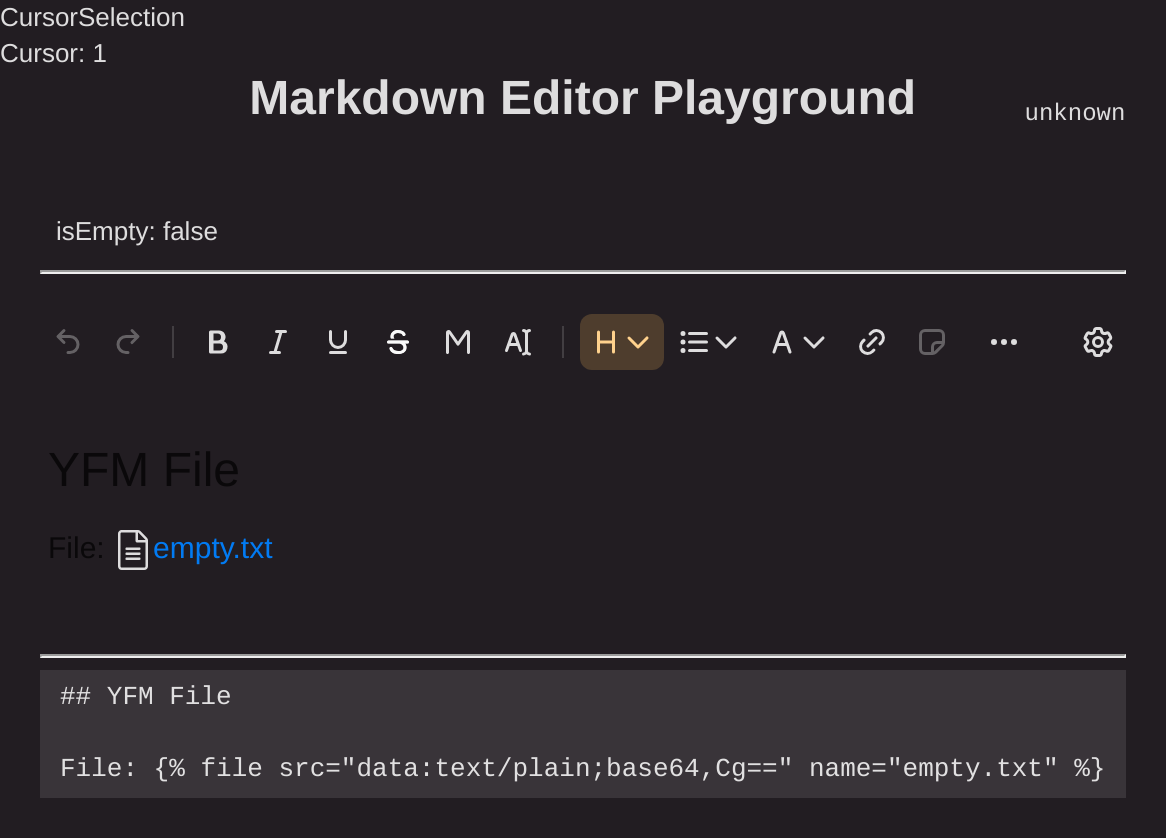 CursorSelection
Cursor: 1
Markdown Editor Playground
unknown
isEmpty: false
B I U S M A H A
YFM File
File: empty.txt
## YFM File
File: {% file src="data:text/plain;base64,Cg==" name="empty.txt" %}